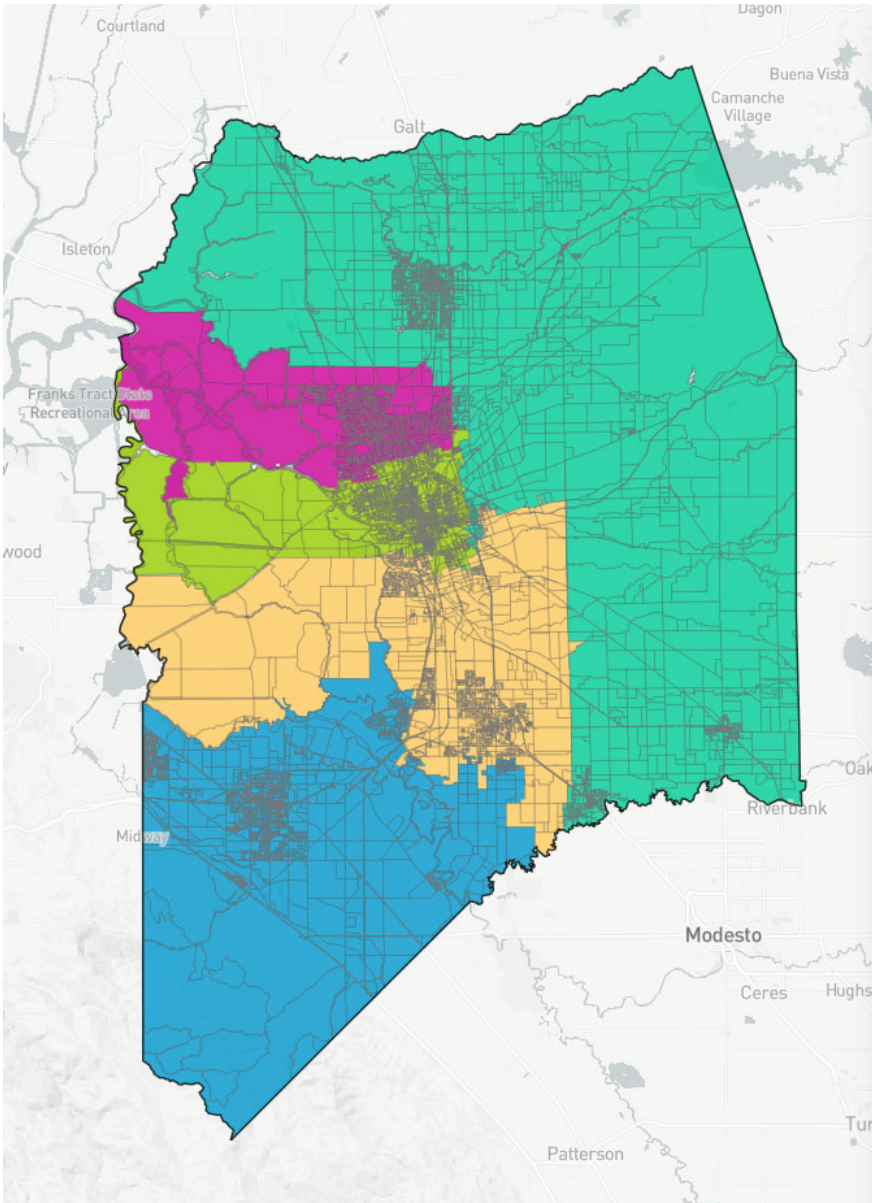 Dagon
Courtland
Buena Vista
Camanche
Village
Galt
Isleton
Franks Tract State
Recreational Area
wood
Oak
Riverbank
Midway
Modesto
Ceres
Hughs
Tur
Patterson